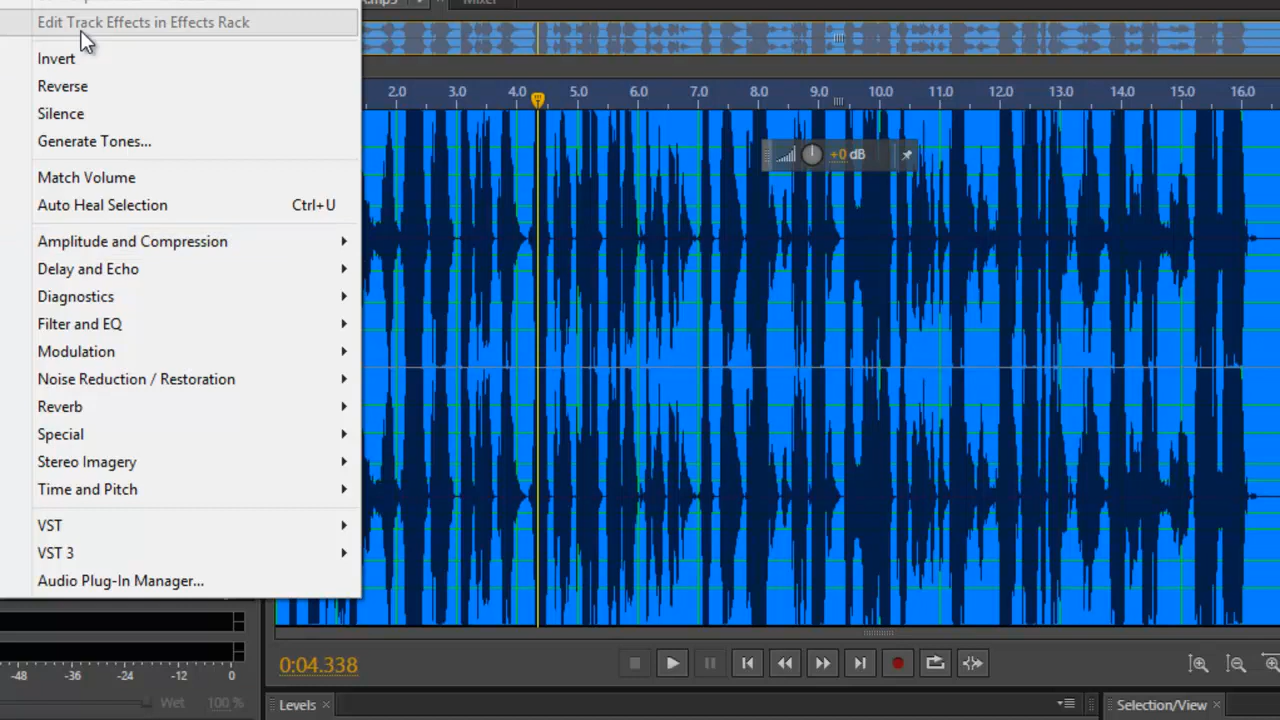 .mp3
Mixer
Edit Track Effects in Effects Rack
Invert
Reverse
Silence
Generate Tones...
Match Volume
Auto Heal Selection Ctrl+U
Amplitude and Compression
Delay and Echo
Diagnostics
Filter and EQ
Modulation
Noise Reduction / Restoration
Reverb
Special
Stereo Imagery
Time and Pitch
VST
VST 3
Audio Plug-In Manager...
2.0 3.0 4.0 5.0 6.0 7.0 8.0 9.0 10.0 11.0 12.0 13.0 14.0 15.0 16.0
+0 dB
-48 -36 -24 -12 0
Wet 100 %
0:04.338
Levels
Selection/View